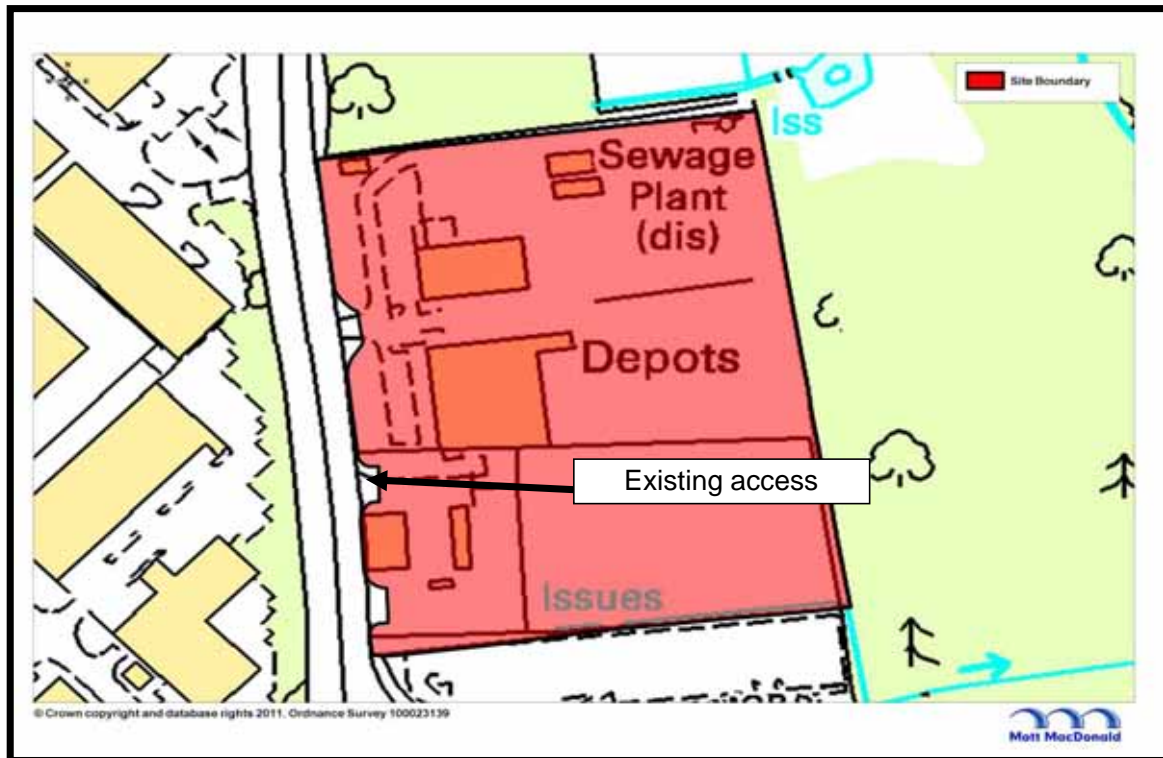 Site Boundary
Iss
Sewage
Plant
(dis)
Depots
Existing access
Issues
© Crown copyright and database rights 2011. Ordnance Survey 100023139
Mott MacDonald